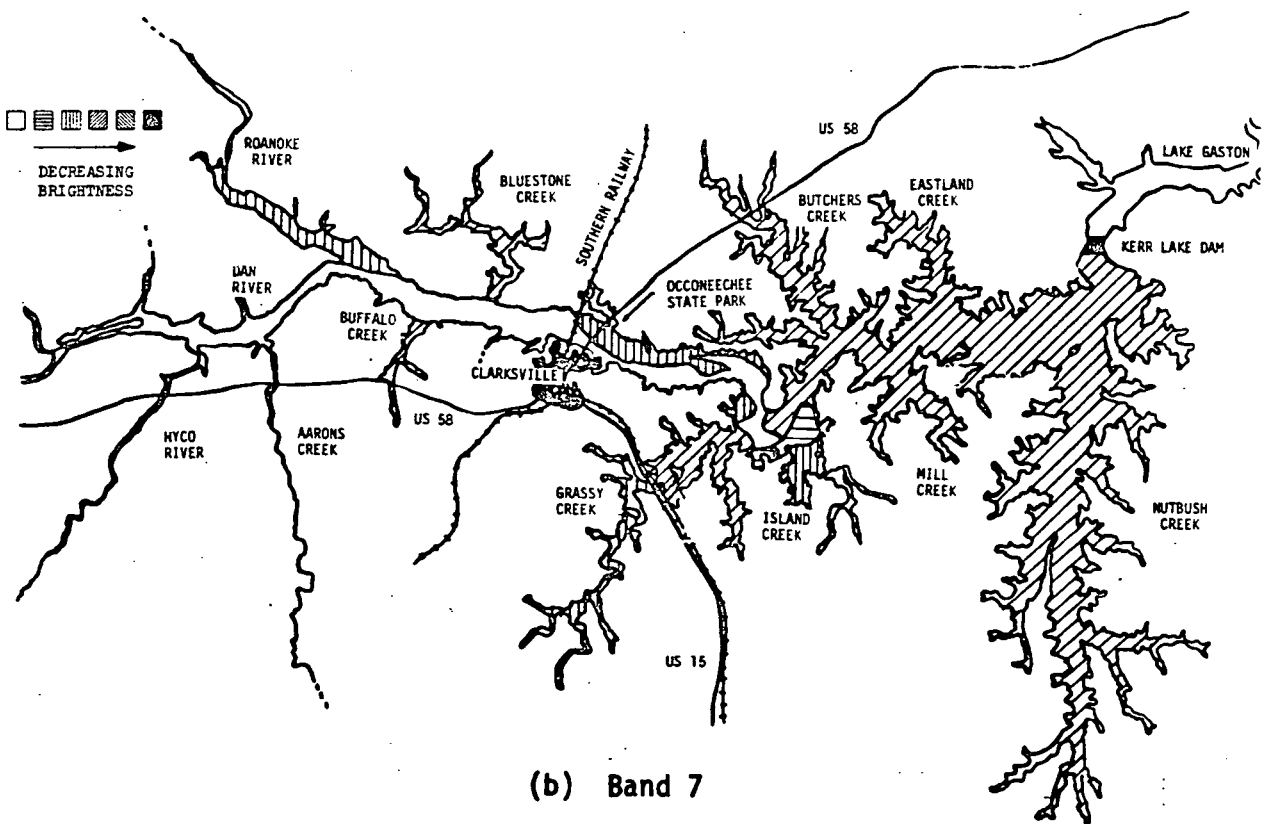 DECREASING
BRIGHTNESS
ROANOKE
RIVER
BLUESTONE
CREEK
SOUTHERN RAILWAY
US 58
BUTCHERS
CREEK
EASTLAND
CREEK
LAKE GASTON
KERR LAKE DAM
DAN
RIVER
BUFFALO
CREEK
OCCONEECHEE
STATE PARK
CLARKSVILLE
US 58
HYCO
RIVER
AARONS
CREEK
GRASSY
CREEK
ISLAND
CREEK
MILL
CREEK
NUTBUSH
CREEK
US 15
(b) Band 7